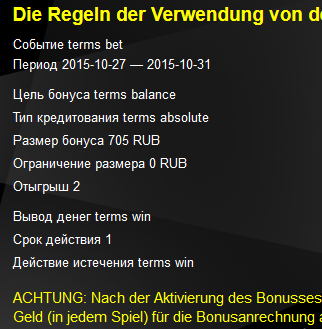 Die Regeln der Verwendung von
Событие terms bet
Период 2015-10-27 — 2015-10-31
Цель бонуса terms balance
Тип кредитования terms absolute
Размер бонуса 705 RUB
Ограничение размера 0 RUB
Отыгрыш 2
Вывод денег terms win
Срок действия 1
Действие истечения terms win
ACHTUNG: Nach der Aktivierung des Bonusses
Geld (in jedem Spiel) für die Bonusanrechnung